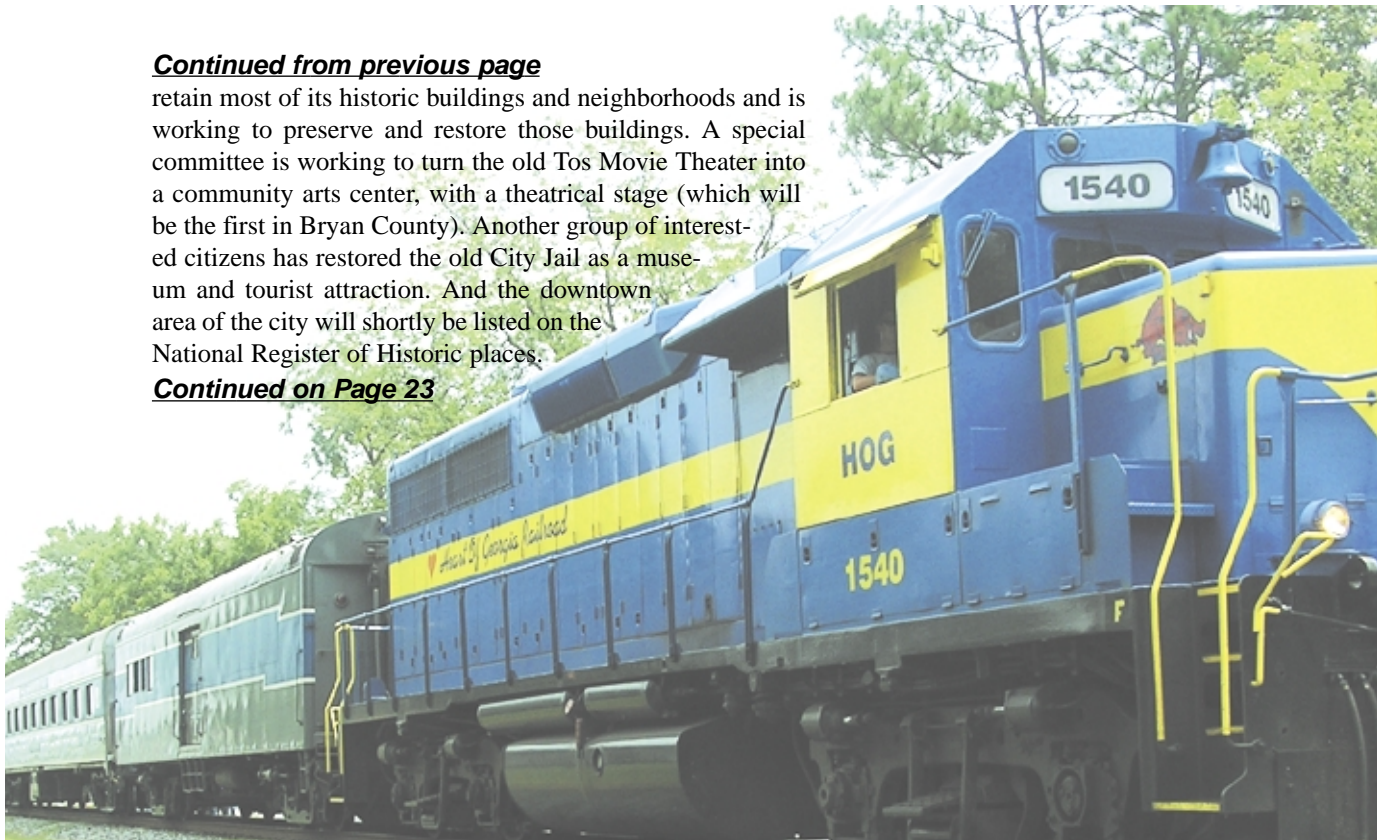 Continued from previous page
retain most of its historic buildings and neighborhoods and is
working to preserve and restore those buildings. A special
committee is working to turn the old Tos Movie Theater into
a community arts center, with a theatrical stage (which will
be the first in Bryan County). Another group of interest-
ed citizens has restored the old City Jail as a muse-
um and tourist attraction. And the downtown
area of the city will shortly be listed on the
National Register of Historic places.
Continued on Page 23
1540
1540
HOG
Heart Of Georgia Railroad
1540
F